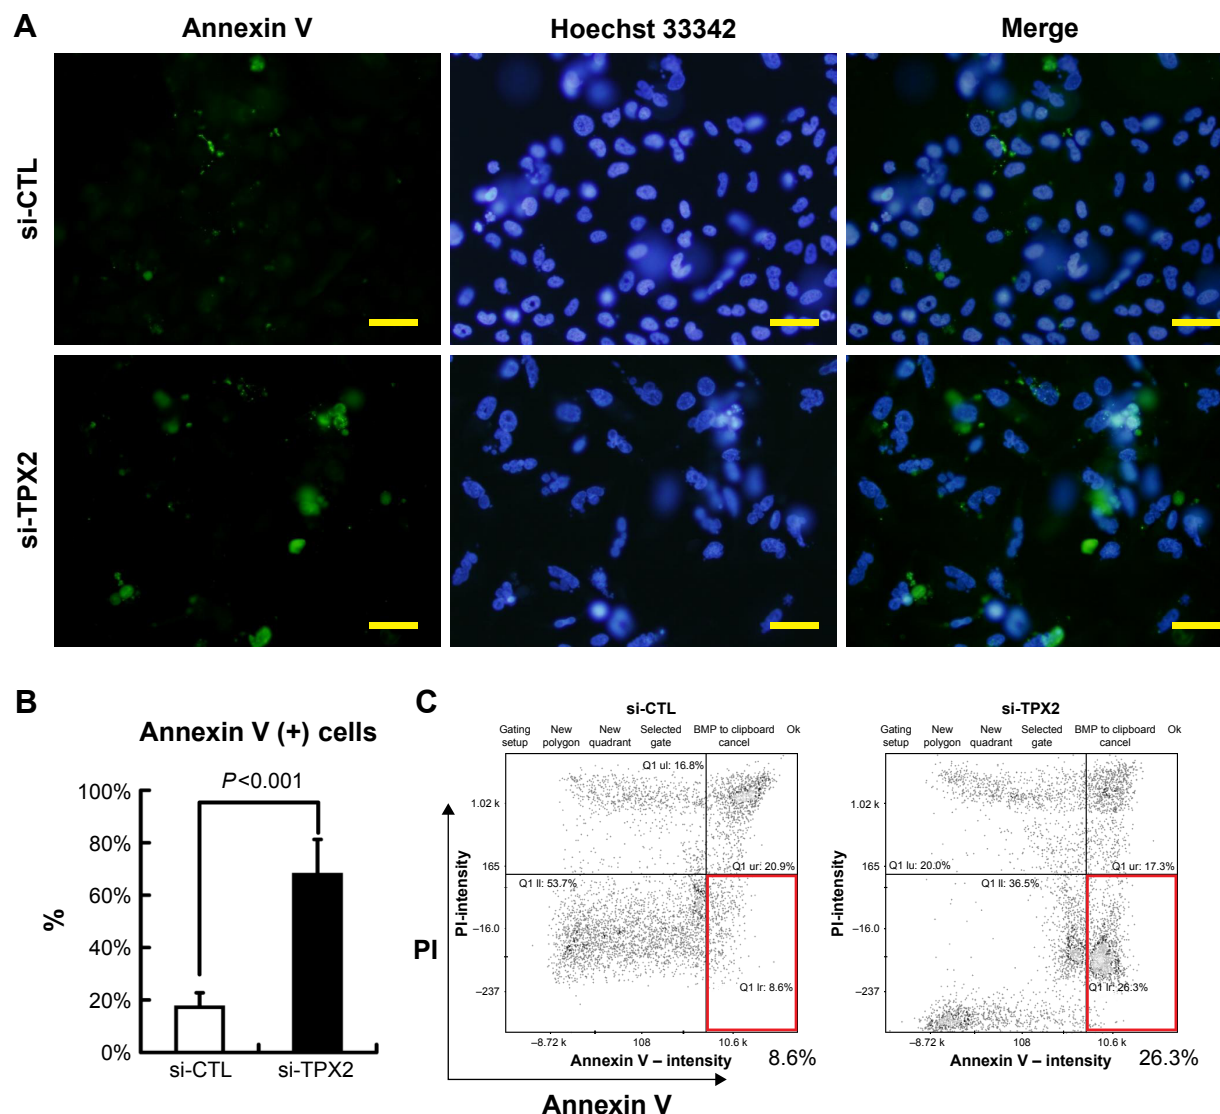 A
Annexin V
Hoechst 33342
Merge
si-CTL
si-TPX2
B
Annexin V (+) cells
P<0.001
100%
80%
60%
40%
20%
0%
%
si-CTL
si-TPX2
C
si-CTL
Gating setup
New polygon
New quadrant
Selected gate
BMP to clipboard cancel
Ok
Q1 ul: 16.8%
Q1 ur: 20.9%
Q1 ll: 53.7%
Q1 lr: 8.6%
1.02 k
165
–16.0
–237
PI-intensity
PI
–8.72 k
108
10.6 k
Annexin V – intensity
8.6%
Annexin V
si-TPX2
Gating setup
New polygon
New quadrant
Selected gate
BMP to clipboard cancel
Ok
Q1 lu: 20.0%
Q1 ur: 17.3%
Q1 ll: 36.5%
Q1 lr: 26.3%
1.02 k
165
–16.0
–237
PI-intensity
–8.72 k
108
10.6 k
Annexin V – intensity
26.3%